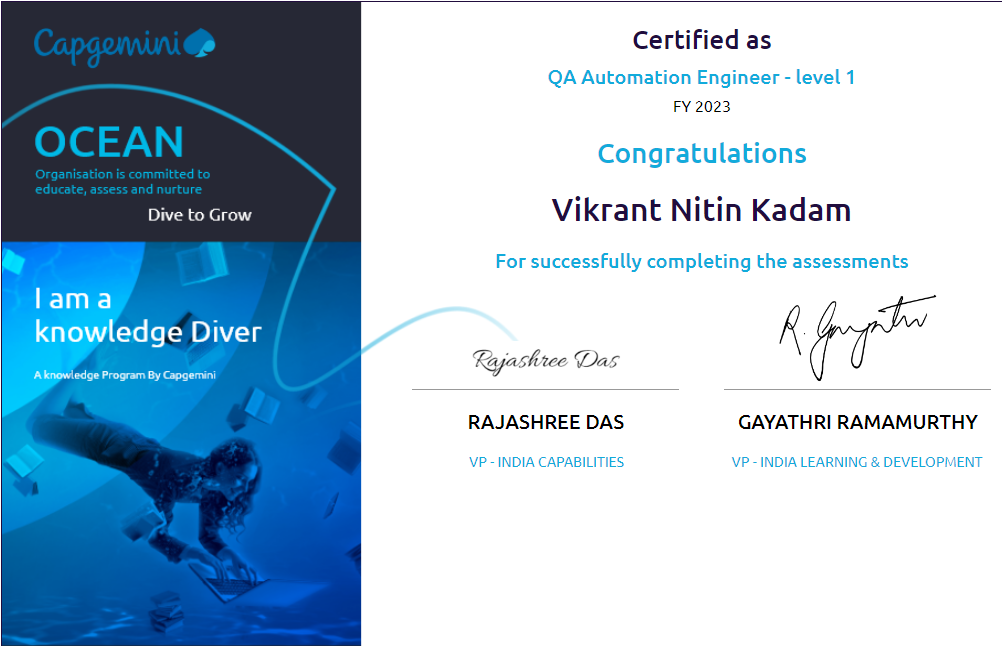 Capgemini
OCEAN
Organisation is committed to
educate, assess and nurture
Dive to Grow
I am a
knowledge Diver
A knowledge Program By Capgemini
Certified as
QA Automation Engineer - level 1
FY 2023
Congratulations
Vikrant Nitin Kadam
For successfully completing the assessments
Rajashree Das
R. Gayathri
RAJASHREE DAS
GAYATHRI RAMAMURTHY
VP - INDIA CAPABILITIES
VP - INDIA LEARNING & DEVELOPMENT